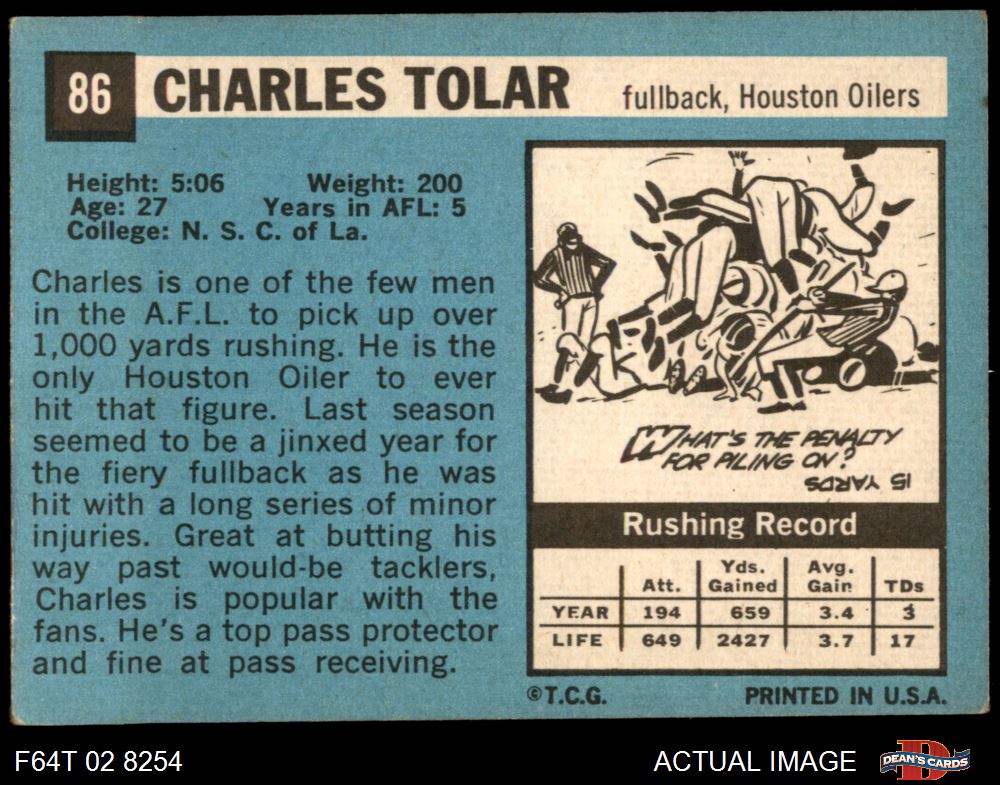 86 CHARLES TOLAR fullback, Houston Oilers
Height: 5:06 Weight: 200
Age: 27 Years in AFL: 5
College: N. S. C. of La.
Charles is one of the few men
in the A.F.L. to pick up over
1,000 yards rushing. He is the
only Houston Oiler to ever
hit that figure. Last season
seemed to be a jinxed year for
the fiery fullback as he was
hit with a long series of minor
injuries. Great at butting his
way past would-be tacklers,
Charles is popular with the
fans. He's a top pass protector
and fine at pass receiving.
WHAT'S THE PENALTY
FOR PILING ON?
15 YARDS
Rushing Record
Att. Yds. Gained Avg. Gain TDs
YEAR 194 659 3.4 3
LIFE 649 2427 3.7 17
©T.C.G. PRINTED IN U.S.A.
F64T 02 8254 ACTUAL IMAGE DEAN'S CARDS